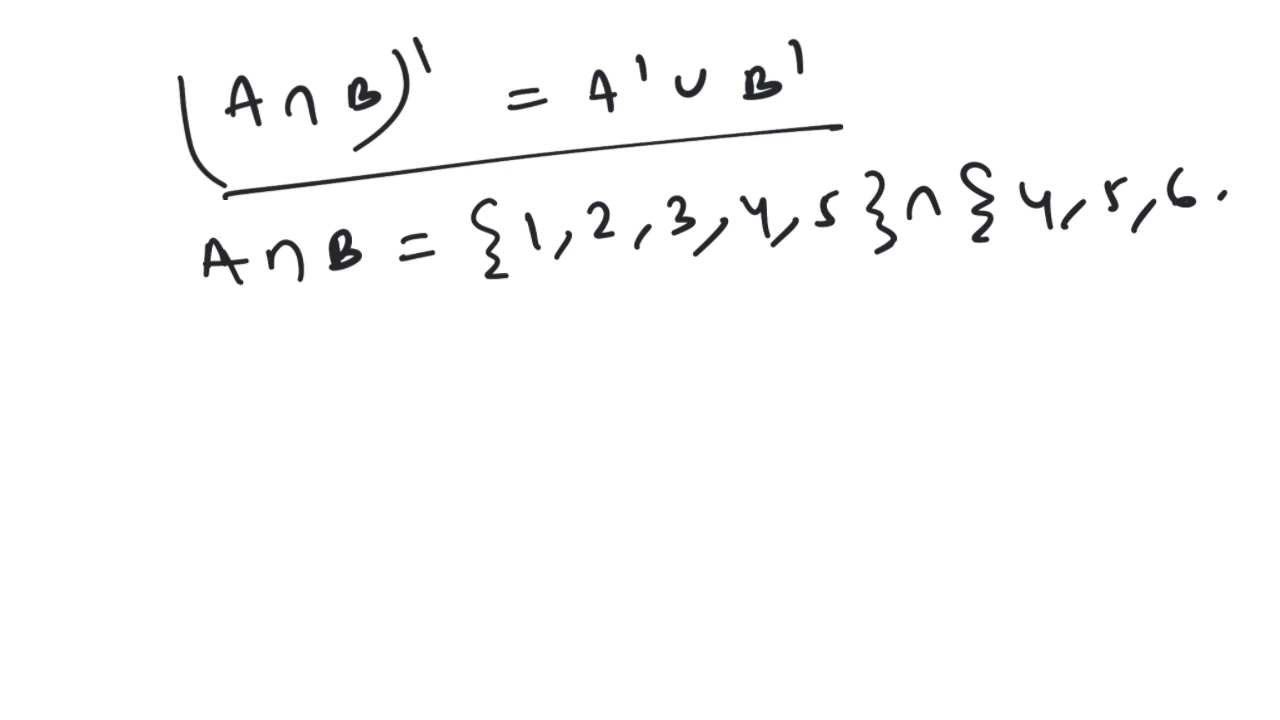 (A ∩ B)' = A' ∪ B'
A ∩ B = {1, 2, 3, 4, 5} ∩ {4, 5, 6.